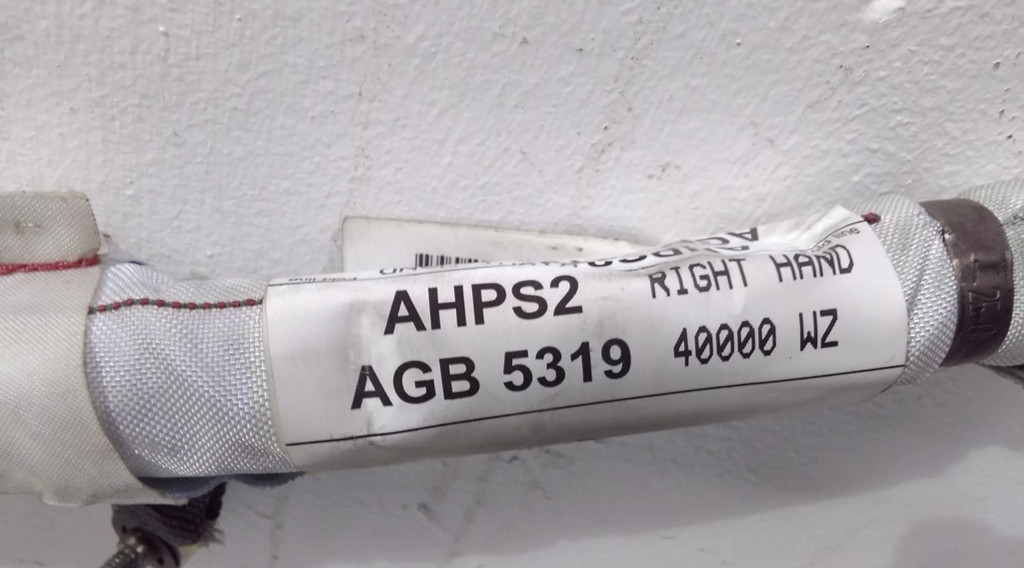 AHPS2 RIGHT HAND
AGB 5319 40000 WZ